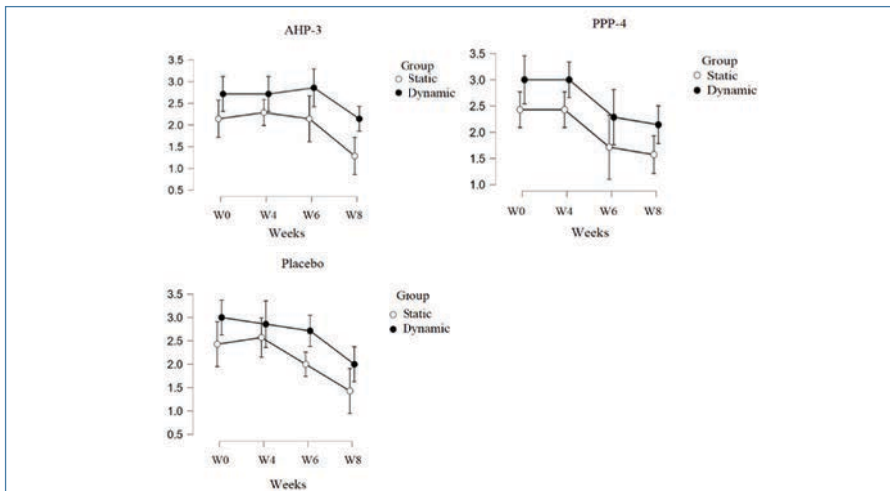 AHP-3
3.5
3.0
2.5
2.0
1.5
1.0
0.5
W0 W4 W6 W8
Weeks
Group
Static
Dynamic
PPP-4
3.5
3.0
2.5
2.0
1.5
1.0
W0 W4 W6 W8
Weeks
Group
Static
Dynamic
Placebo
3.5
3.0
2.5
2.0
1.5
1.0
0.5
W0 W4 W6 W8
Weeks
Group
Static
Dynamic